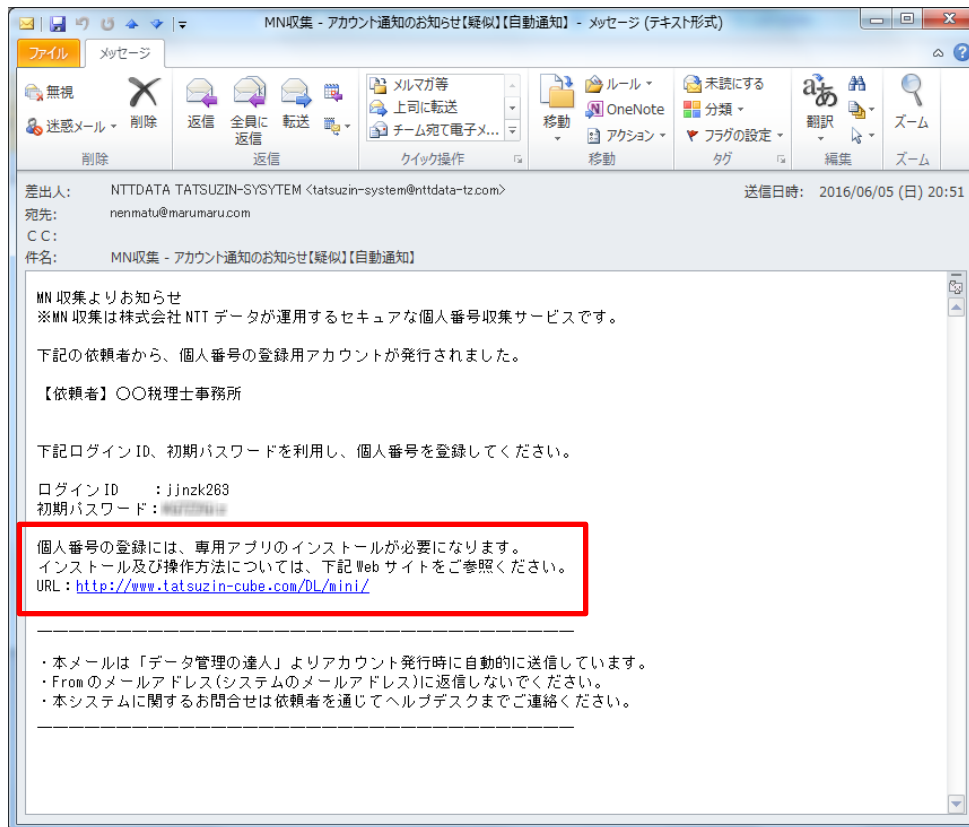 MN収集 - アカウント通知のお知らせ【疑似】【自動通知】 - メッセージ (テキスト形式)
ファイル メッセージ
無視
迷惑メール
削除
返信
全員に
返信
転送
メルマガ等
上司に転送
チーム宛て電子メ...
移動
ルール
OneNote
アクション
未読にする
分類
フラグの設定
翻訳
ズーム
削除 返信 クイック操作 移動 タグ 編集 ズーム
差出人: NTTDATA TATSUZIN-SYSYTEM <tatsuzin-system@nttdata-tz.com> 送信日時: 2016/06/05 (日) 20:51
宛先: nenmatu@marumaru.com
CC:
件名: MN収集 - アカウント通知のお知らせ【疑似】【自動通知】
MN収集よりお知らせ
※MN収集は株式会社NTTデータが運用するセキュアな個人番号収集サービスです。
下記の依頼者から、個人番号の登録用アカウントが発行されました。
【依頼者】〇〇税理士事務所
下記ログインID、初期パスワードを利用し、個人番号を登録してください。
ログインID :jjnzk263
初期パスワード:
個人番号の登録には、専用アプリのインストールが必要になります。
インストール及び操作方法については、下記Webサイトをご参照ください。
URL:http://www.tatsuzin-cube.com/DL/mini/
・本メールは「データ管理の達人」よりアカウント発行時に自動的に送信しています。
・Fromのメールアドレス(システムのメールアドレス)に返信しないでください。
・本システムに関するお問合せは依頼者を通じてヘルプデスクまでご連絡ください。